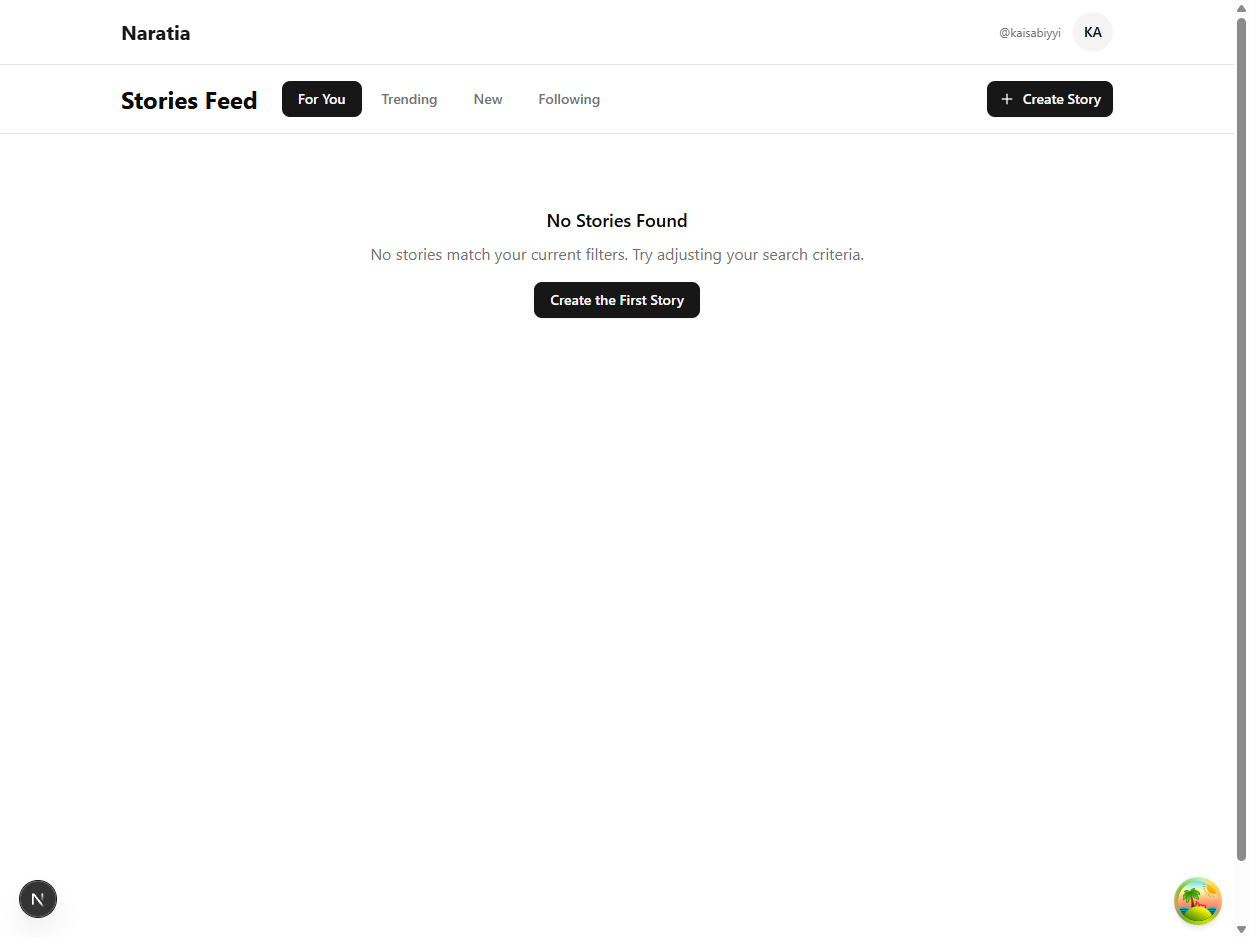 Naratia
@kaisabiyyi
KA
Stories Feed
For You
Trending
New
Following
+ Create Story
No Stories Found
No stories match your current filters. Try adjusting your search criteria.
Create the First Story
N